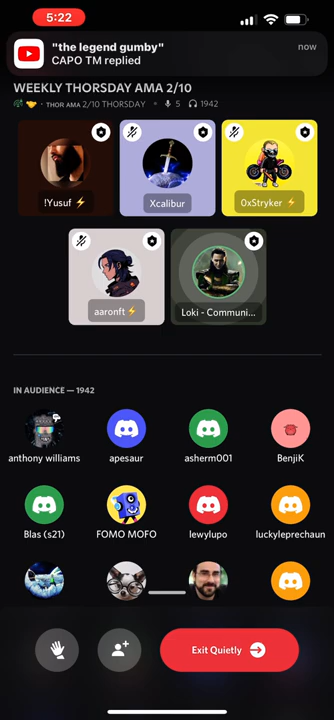 5:22
"the legend gumby"
now
CAPO TM replied
WEEKLY THORSDAY AMA 2/10
THOR AMA 2/10 THORSDAY • 5 1942
!Yusuf
Xcalibur
0xStryker
aaronft
Loki - Communi...
IN AUDIENCE — 1942
anthony williams
apesaur
asherm001
BenjiK
Blas (s21)
FOMO MOFO
lewylupo
luckyleprechaun
Exit Quietly